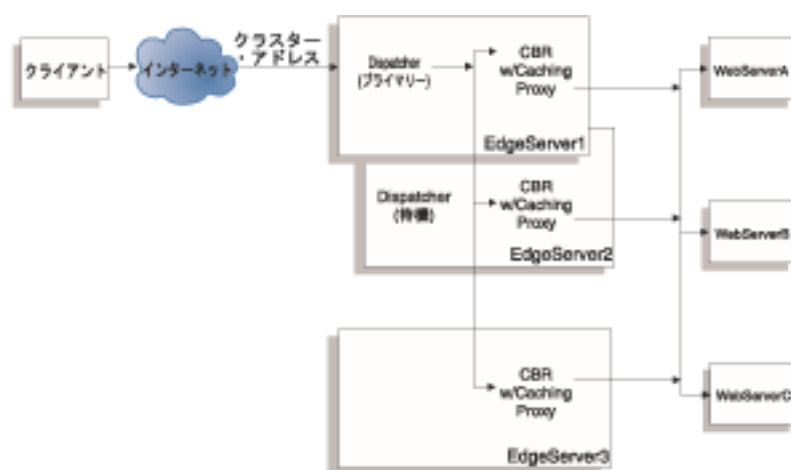 クライアント
インターネット
クラスター
・アドレス
Dispatcher
(プライマリー)
CBR
w/Caching
Proxy
EdgeServer1
WebServerA
Dispatcher
(待機)
CBR
w/Caching
Proxy
EdgeServer2
WebServerB
CBR
w/Caching
Proxy
EdgeServer3
WebServerC